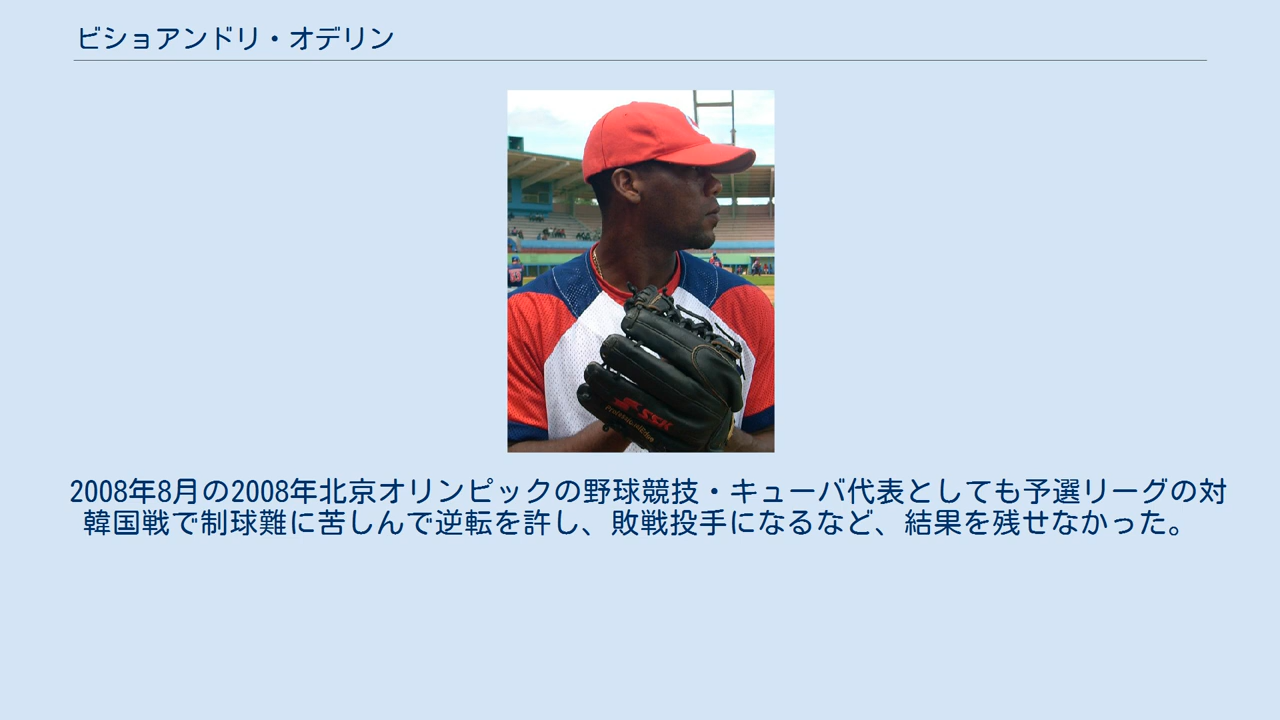 ビショアンドリ・オデリン
SSK
2008年8月の2008年北京オリンピックの野球競技・キューバ代表としても予選リーグの対
韓国戦で制球難に苦しんで逆転を許し、敗戦投手になるなど、結果を残せなかった。